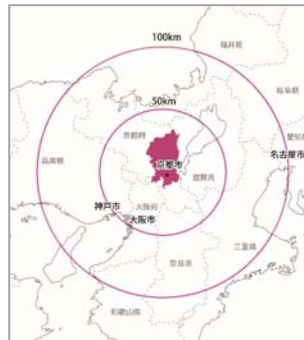 100km
福井県
岐阜県
50km
京都府
愛知
京都市
名古屋市
兵庫県
滋賀県
神戸市
大阪府
大阪市
三重県
奈良県
和歌山県